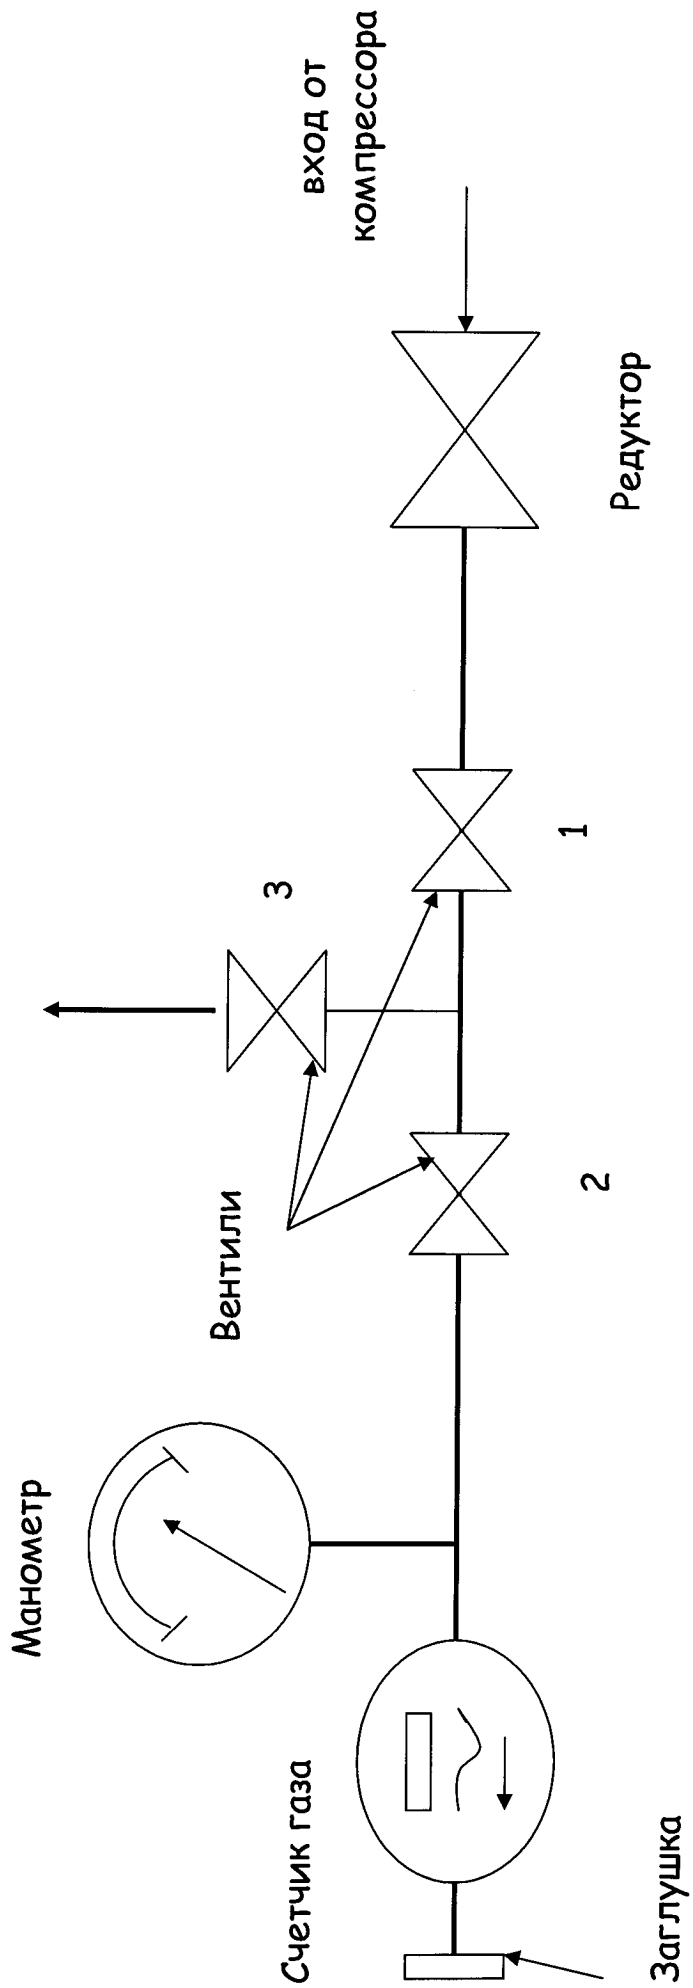 Манометр
Счетчик газа
Вентили
3
вход от
компрессора
2
1
Редуктор
Заглушка